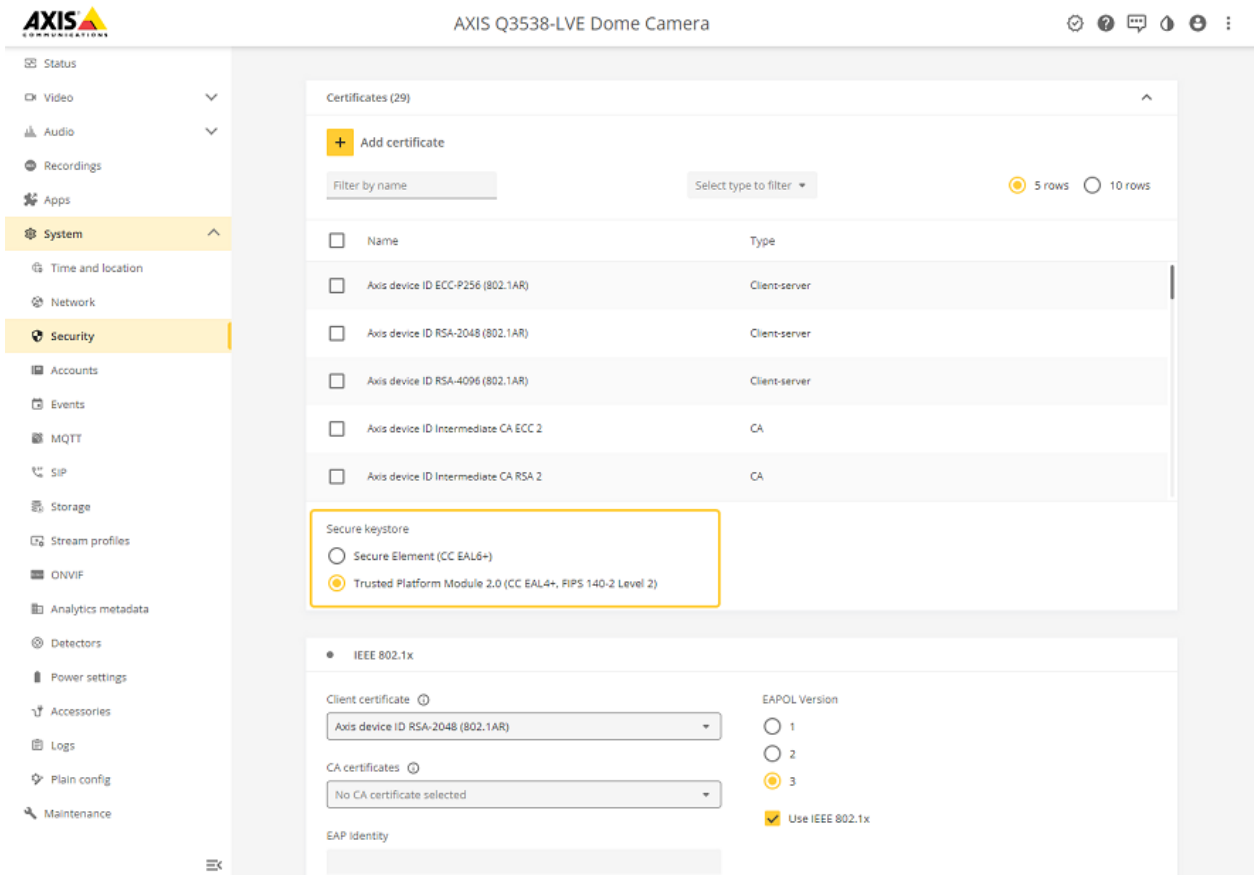 AXIS
COMMUNICATIONS
AXIS Q3538-LVE Dome Camera
Status
Video
Audio
Recordings
Apps
System
Time and location
Network
Security
Accounts
Events
MQTT
SIP
Storage
Stream profiles
ONVIF
Analytics metadata
Detectors
Power settings
Accessories
Logs
Plain config
Maintenance
Certificates (29)
+ Add certificate
Filter by name
Select type to filter
5 rows
10 rows
Name Type
Axis device ID ECC-P256 (802.1AR) Client-server
Axis device ID RSA-2048 (802.1AR) Client-server
Axis device ID RSA-4096 (802.1AR) Client-server
Axis device ID Intermediate CA ECC 2 CA
Axis device ID Intermediate CA RSA 2 CA
Secure keystore
Secure Element (CC EAL6+)
Trusted Platform Module 2.0 (CC EAL4+, FIPS 140-2 Level 2)
IEEE 802.1x
Client certificate
Axis device ID RSA-2048 (802.1AR)
CA certificates
No CA certificate selected
EAP Identity
EAPOL Version
1
2
3
Use IEEE 802.1x